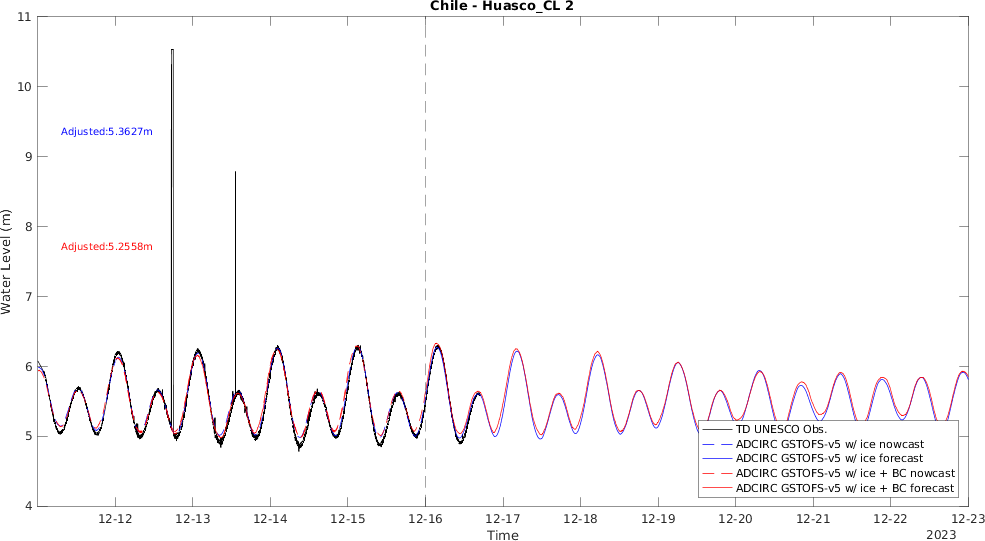 Chile - Huasco_CL 2
11
10
9
8
7
6
5
4
Water Level (m)
Adjusted:5.3627m
Adjusted:5.2558m
TD UNESCO Obs.
ADCIRC GSTOFS-v5 w/ ice nowcast
ADCIRC GSTOFS-v5 w/ ice forecast
ADCIRC GSTOFS-v5 w/ ice + BC nowcast
ADCIRC GSTOFS-v5 w/ ice + BC forecast
12-12 12-13 12-14 12-15 12-16 12-17 12-18 12-19 12-20 12-21 12-22 12-23
Time
2023